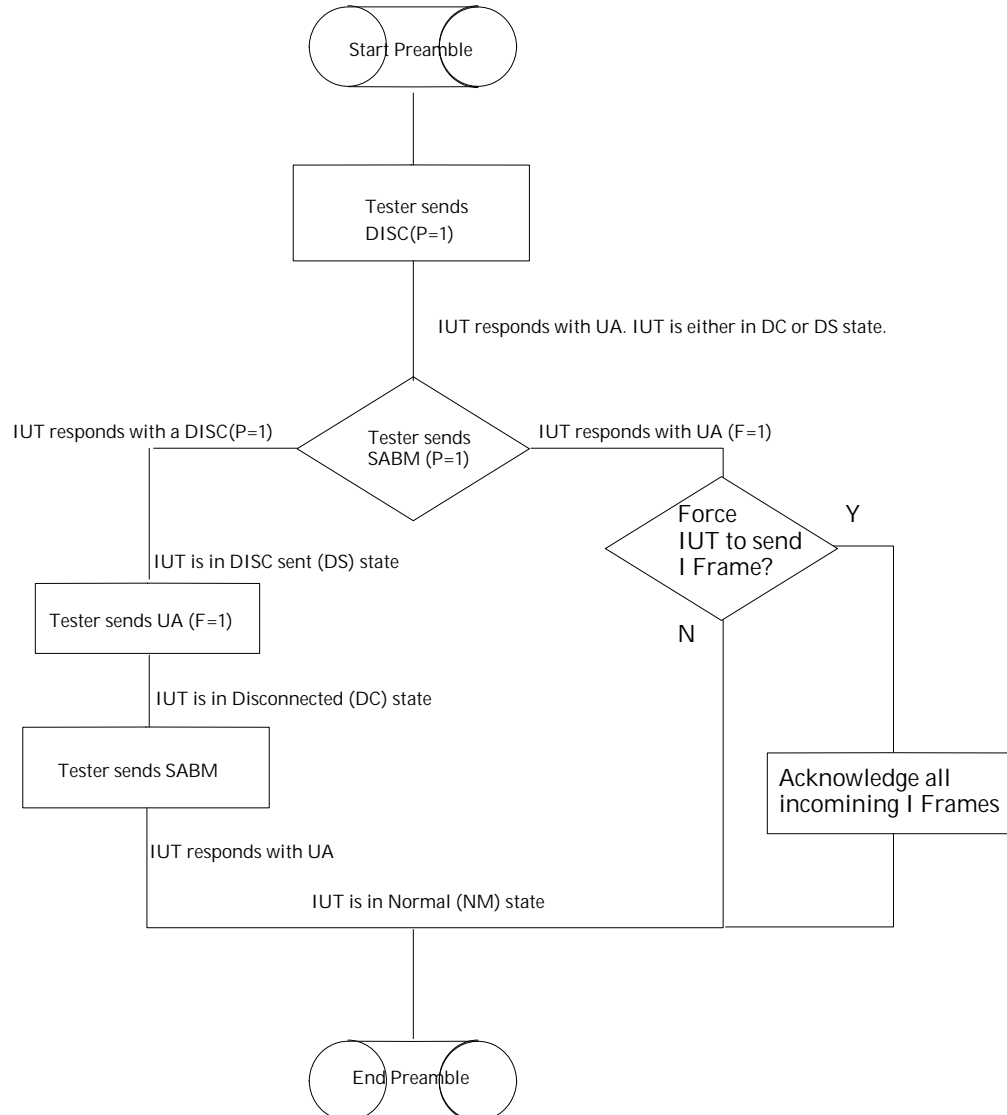 Start Preamble
Tester sends
DISC(P=1)
IUT responds with UA. IUT is either in DC or DS state.
IUT responds with a DISC(P=1)
Tester sends
SABM (P=1)
IUT responds with UA (F=1)
Force
IUT to send
I Frame?
Y
N
IUT is in DISC sent (DS) state
Tester sends UA (F=1)
IUT is in Disconnected (DC) state
Tester sends SABM
Acknowledge all
incomining I Frames
IUT responds with UA
IUT is in Normal (NM) state
End Preamble